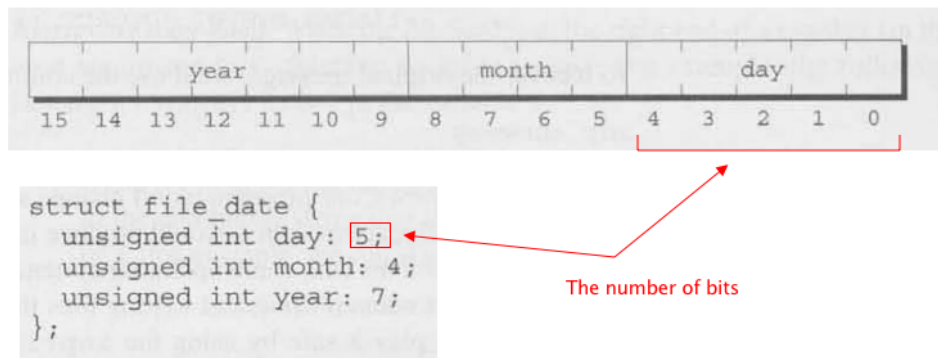 year month day
15 14 13 12 11 10 9 8 7 6 5 4 3 2 1 0
struct file_date {
unsigned int day: 5;
unsigned int month: 4;
unsigned int year: 7;
};
The number of bits